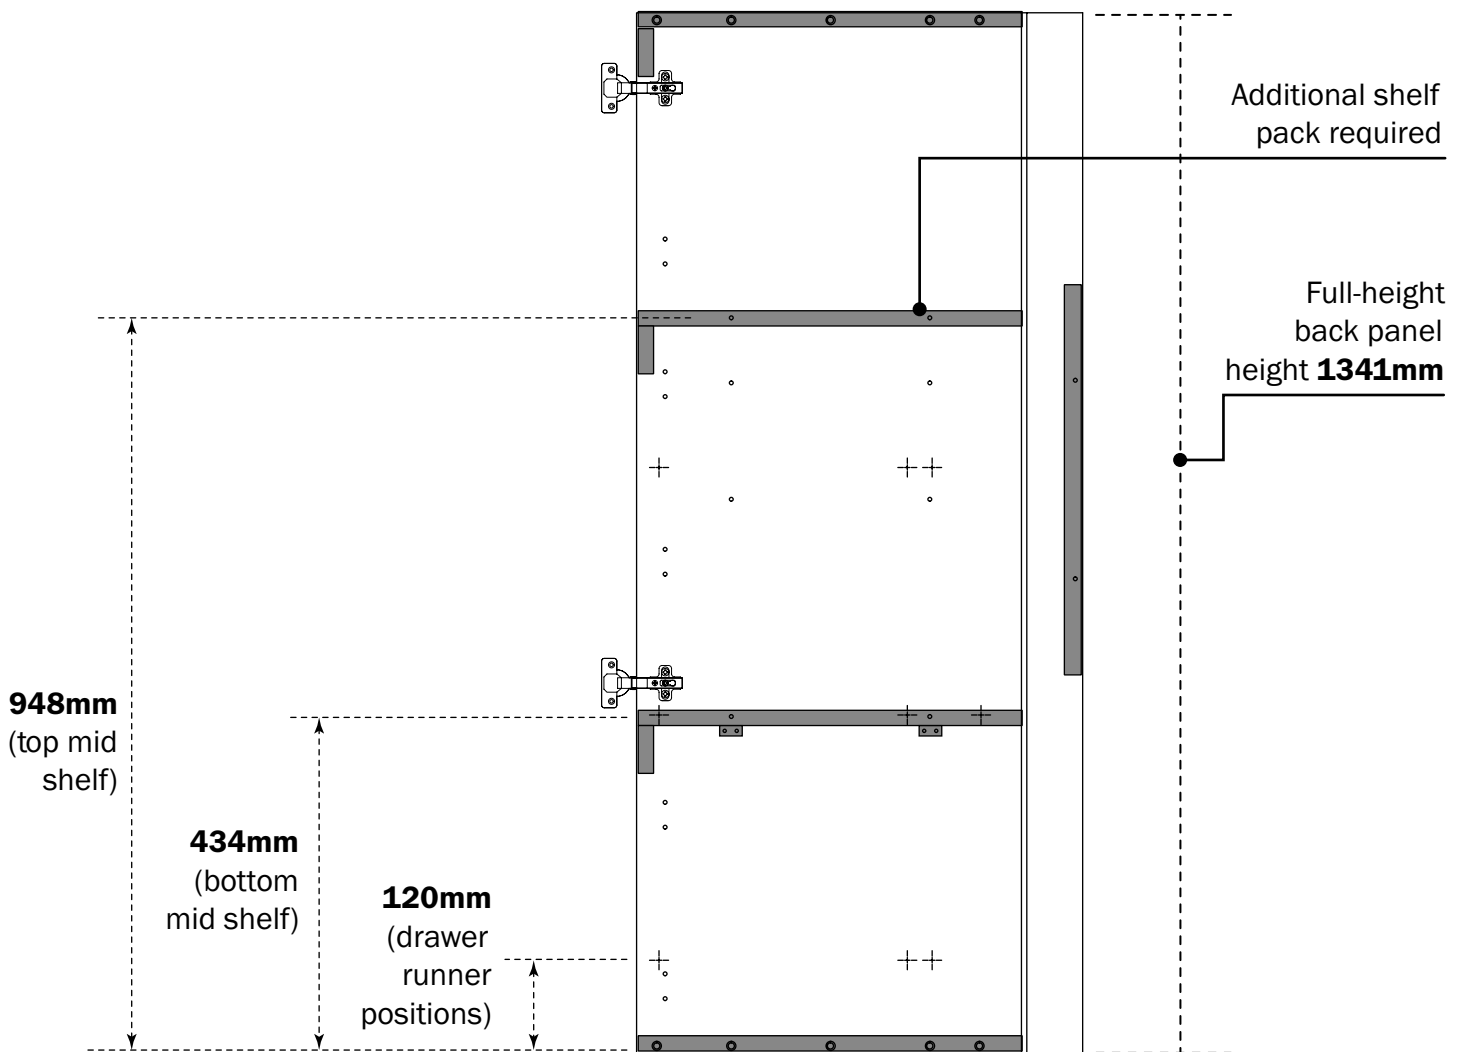 Additional shelf
pack required
Full-height
back panel
height 1341mm
948mm
(top mid
shelf)
434mm
(bottom
mid shelf)
120mm
(drawer
runner
positions)